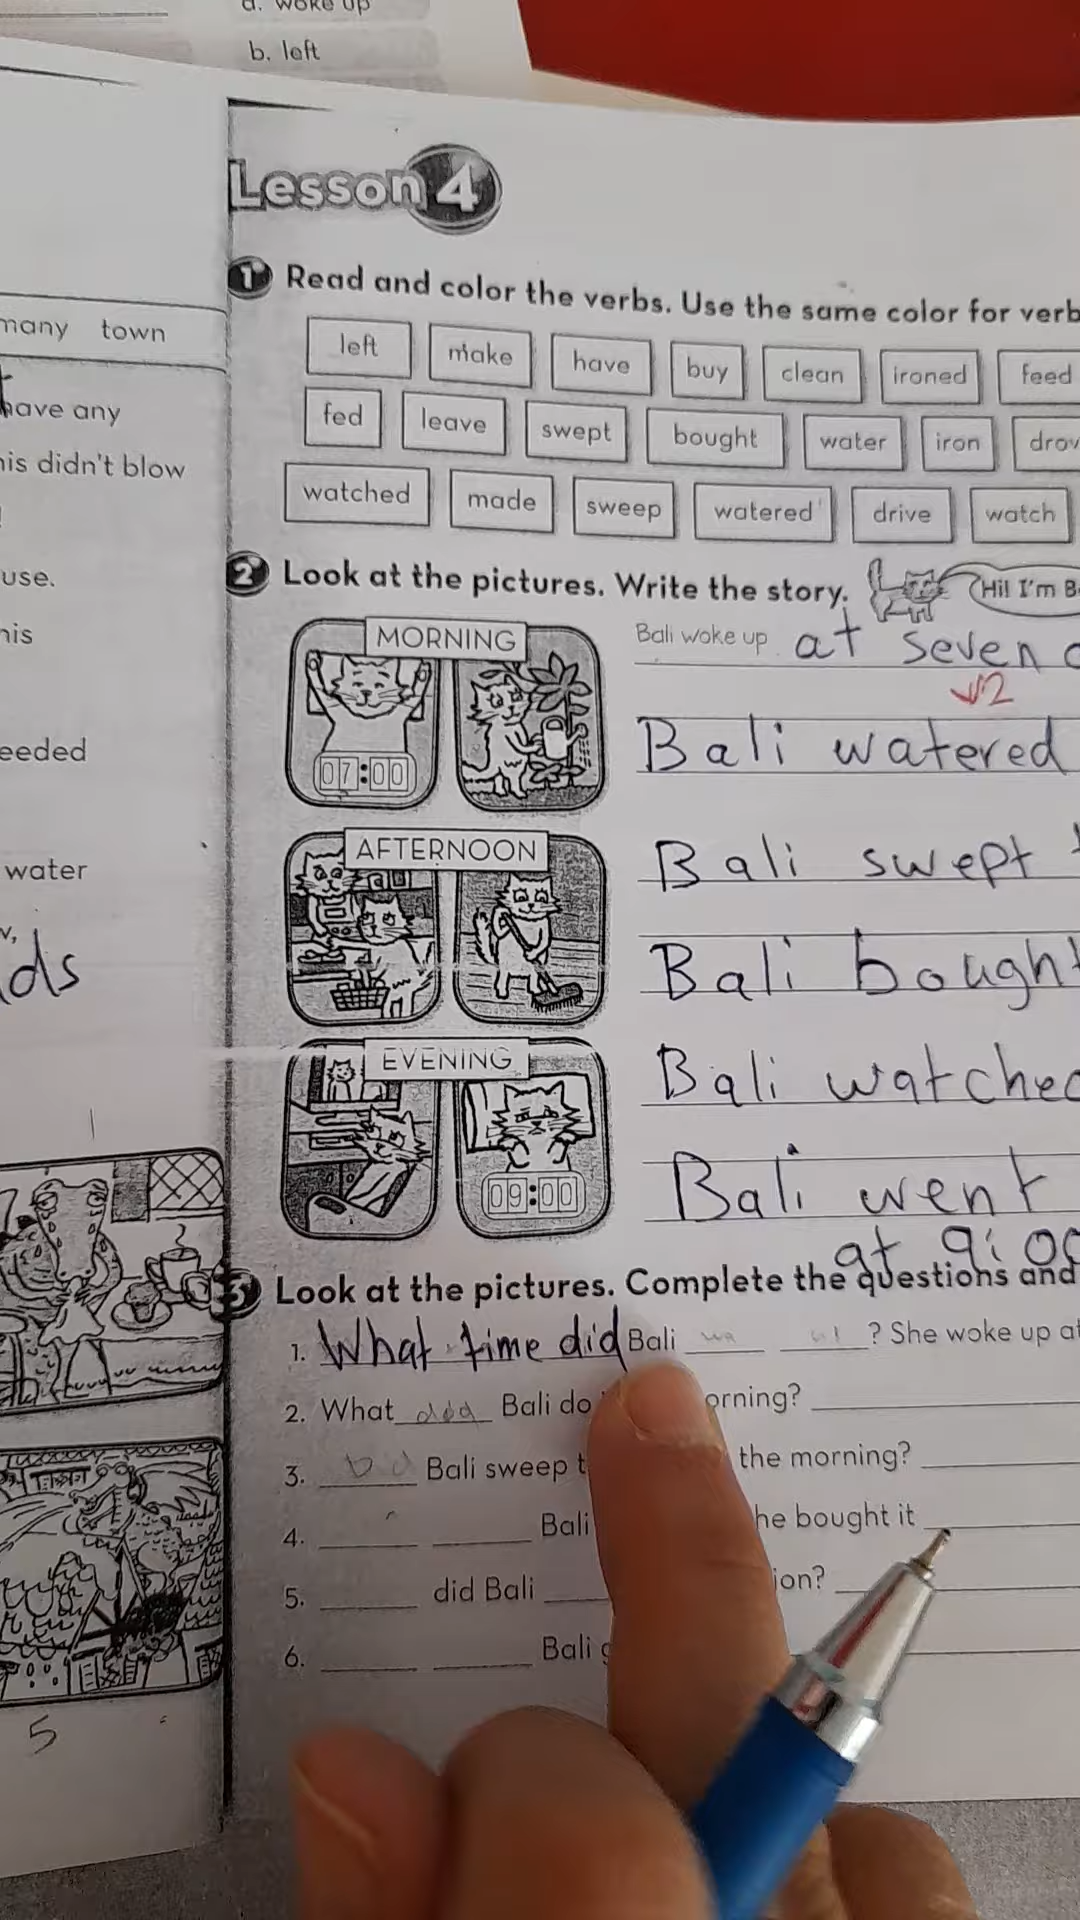 a. woke up
b. left
Lesson 4
1 Read and color the verbs. Use the same color for verb
many town
left make have buy clean ironed feed
have any
fed leave swept bought water iron drov
his didn't blow
watched made sweep watered drive watch
use.
2 Look at the pictures. Write the story.
Hi! I'm B
his
MORNING
Bali woke up at seven o
√2
eeded
07:00
Bali watered
AFTERNOON
Bali swept t
water
w,
ds
Bali bought
EVENING
Bali watched
09:00
Bali went
at 9:00
3 Look at the pictures. Complete the questions and
1. What time did Bali ? She woke up at
2. What did Bali do orning?
3. Bali sweep t the morning?
4. Bali he bought it
5. did Bali ion?
6. Bali g
5